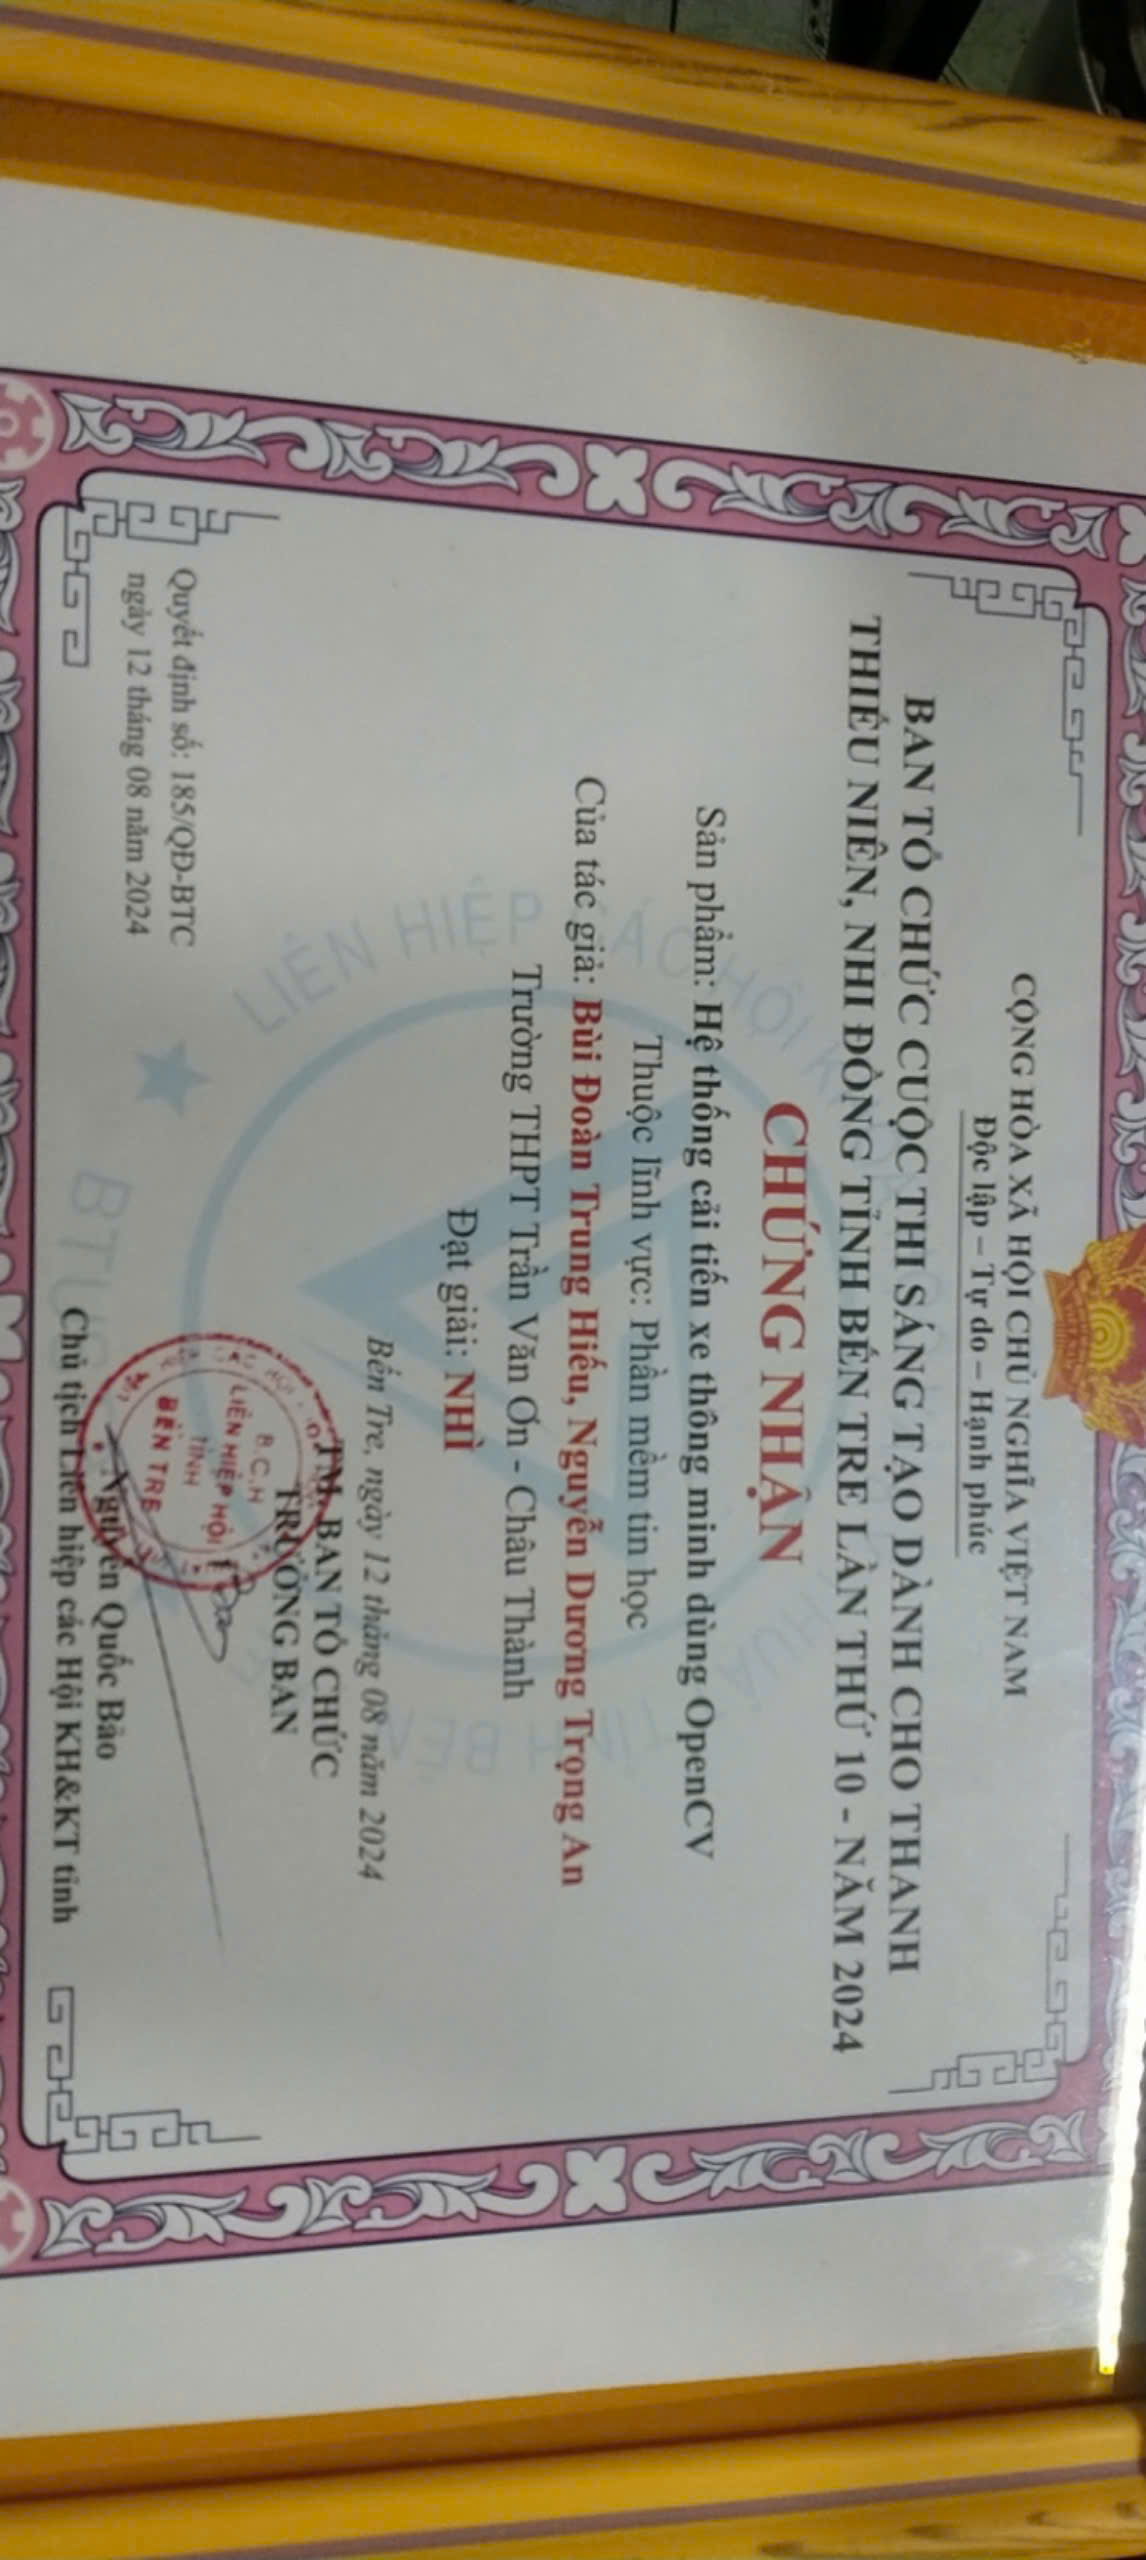 CỘNG HÒA XÃ HỘI CHỦ NGHĨA VIỆT NAM
Độc lập – Tự do – Hạnh phúc
BAN TỔ CHỨC CUỘC THI SÁNG TẠO DÀNH CHO THANH
THIẾU NIÊN, NHI ĐỒNG TỈNH BẾN TRE LẦN THỨ 10 - NĂM 2024
CHỨNG NHẬN
Sản phẩm: Hệ thống cải tiến xe thông minh dùng OpenCV
Thuộc lĩnh vực: Phần mềm tin học
Của tác giả: Bùi Đoàn Trung Hiếu, Nguyễn Dương Trọng An
Trường THPT Trần Văn Ơn - Châu Thành
Đạt giải: NHÌ
Bến Tre, ngày 12 tháng 08 năm 2024
TM. BAN TỔ CHỨC
TRƯỞNG BAN
Quyết định số: 185/QĐ-BTC
ngày 12 tháng 08 năm 2024
B.C.H
LIÊN HIỆP HỘI
TỈNH
BẾN TRE
Nguyễn Quốc Bảo
Chủ tịch Liên hiệp các Hội KH&KT tỉnh
LIÊN HIỆP CÁC HỘI
TỈNH BẾN